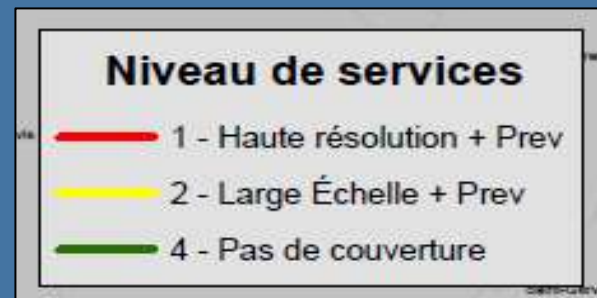 Niveau de services
1 - Haute résolution + Prev
2 - Large Échelle + Prev
4 - Pas de couverture